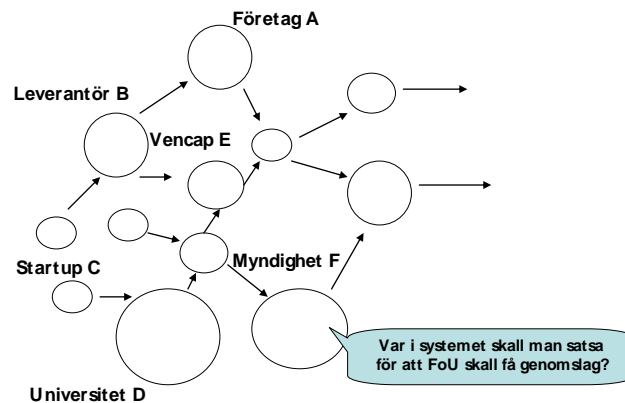 Företag A
Leverantör B
Vencap E
Startup C
Myndighet F
Universitet D
Var i systemet skall man satsa
för att FoU skall få genomslag?